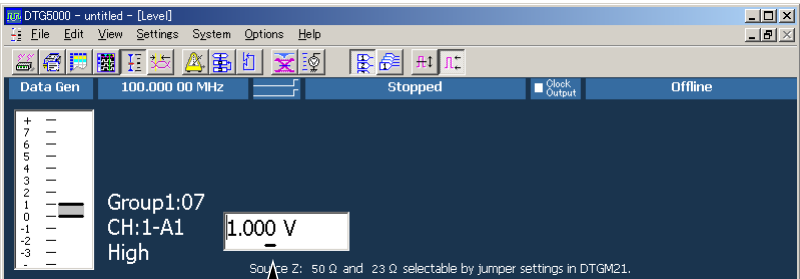 DTG5000 - untitled - [Level]
File Edit View Settings System Options Help
Data Gen 100.000 00 MHz Stopped Clock Output Offline
+
7
6
5
4
3
2
1
0
-1
-2
-3
-
Group1:07
CH:1-A1
High
1.000 V
Source Z: 50 Ω and 23 Ω selectable by jumper settings in DTGM21.